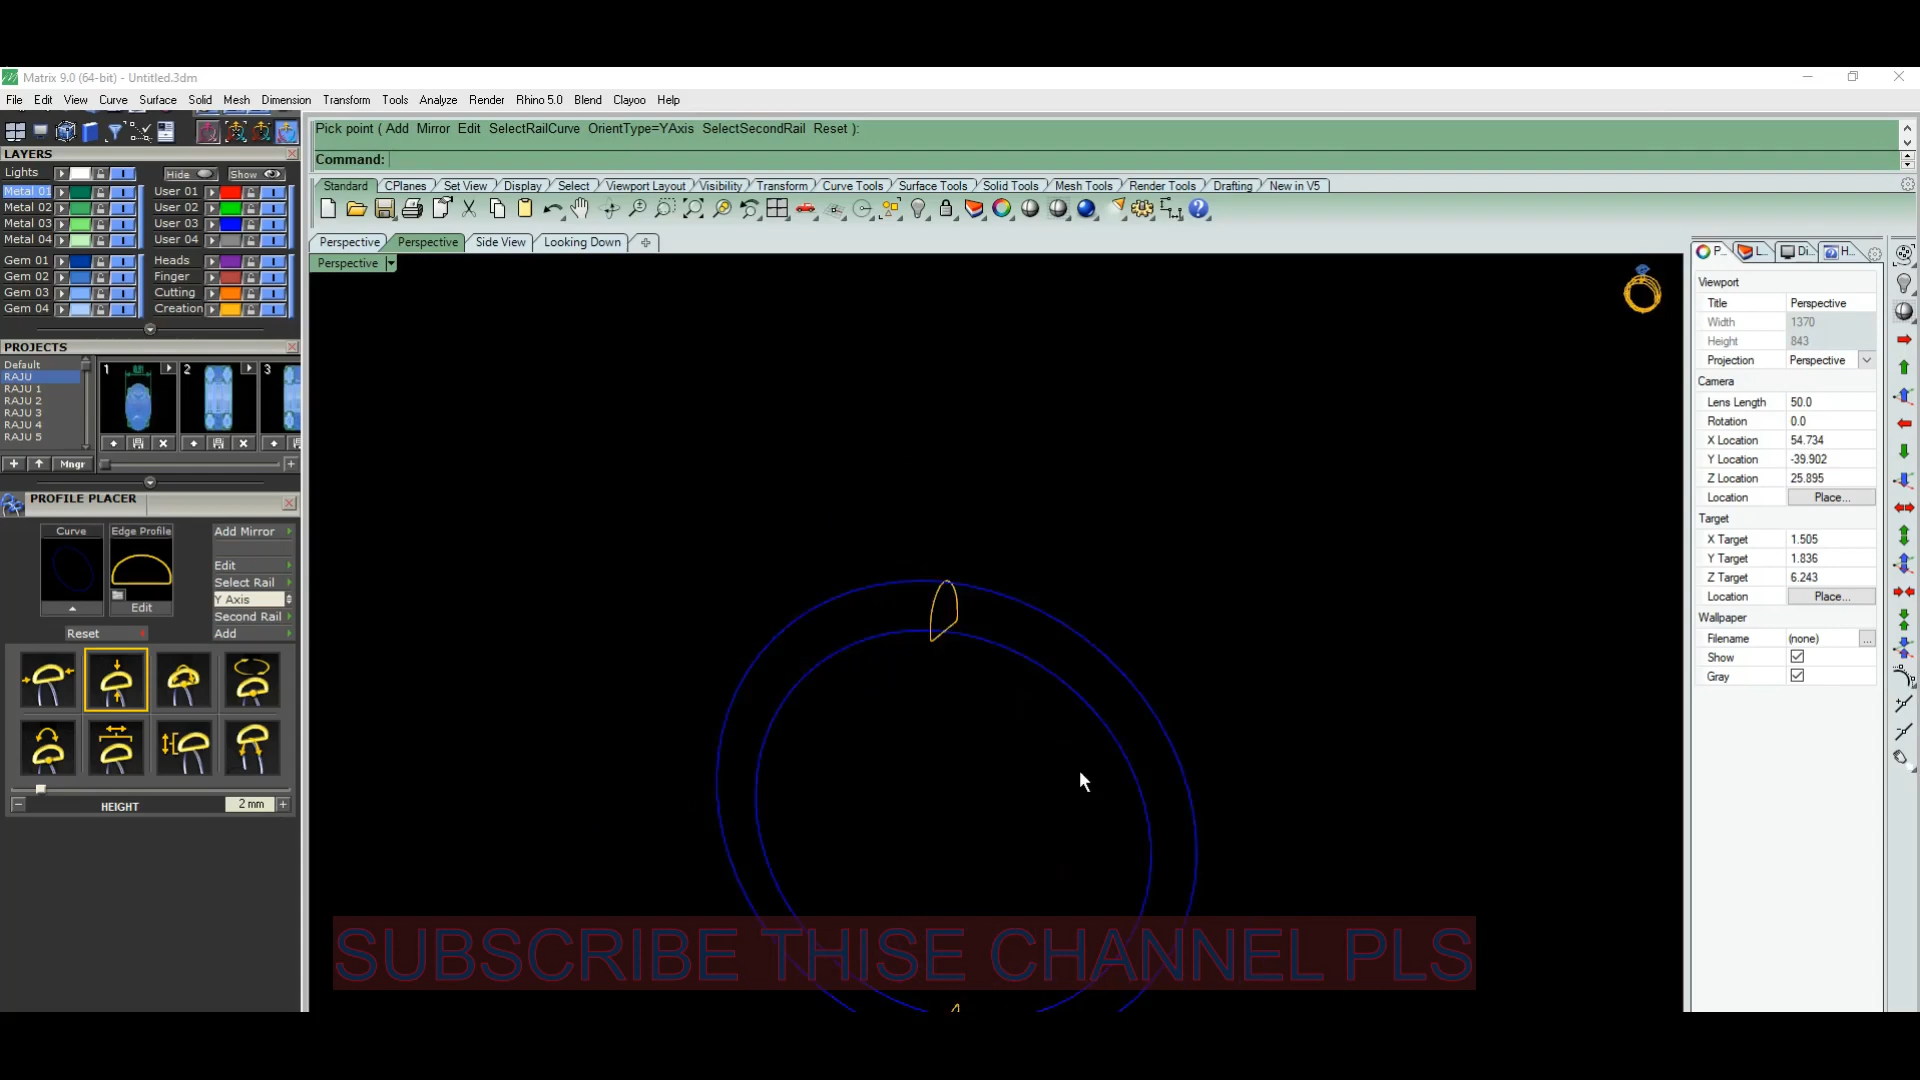 Matrix 9.0 (64-bit) - Untitled.3dm
File Edit View Curve Surface Solid Mesh Dimension Transform Tools Analyze Render Rhino 5.0 Blend Clayoo Help
Pick point ( Add Mirror Edit SelectRailCurve OrientType=YAxis SelectSecondRail Reset ):
Command:
LAYERS
Lights Hide Show
Metal 01 User 01
Metal 02 User 02
Metal 03 User 03
Metal 04 User 04
Gem 01 Heads
Gem 02 Finger
Gem 03 Cutting
Gem 04 Creation
Standard CPlanes Set View Display Select Viewport Layout Visibility Transform Curve Tools Surface Tools Solid Tools Mesh Tools Render Tools Drafting New in V5
Perspective Perspective Side View Looking Down
Perspective
PROJECTS
Default
RAJU
RAJU 1
RAJU 2
RAJU 3
RAJU 4
RAJU 5
1 2 3
Mngr
PROFILE PLACER
Curve Edge Profile Add Mirror
Edit
Select Rail
Y Axis
Edit Second Rail
Reset Add
HEIGHT 2 mm
P... L... Di... H...
Viewport
Title Perspective
Width 1370
Height 843
Projection Perspective
Camera
Lens Length 50.0
Rotation 0.0
X Location 54.734
Y Location -39.902
Z Location 25.895
Location Place...
Target
X Target 1.505
Y Target 1.836
Z Target 6.243
Location Place...
Wallpaper
Filename (none) ...
Show
Gray
SUBSCRIBE THISE CHANNEL PLS